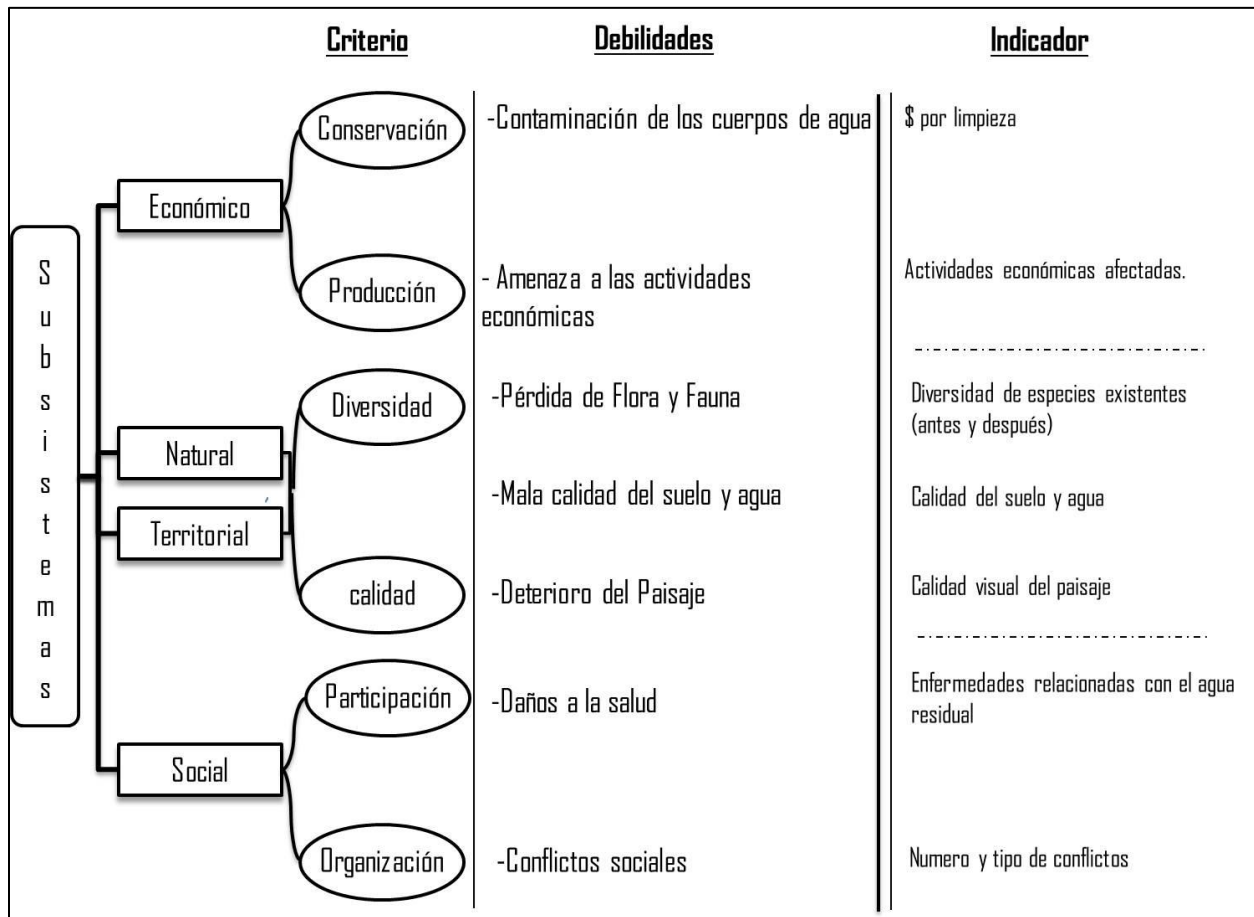 Criterio
Debilidades
Indicador
Subsistemas
Económico
Natural
Territorial
Social
Conservación
-Contaminación de los cuerpos de agua
$ por limpieza
Producción
- Amenaza a las actividades
económicas
Actividades económicas afectadas.
Diversidad
-Pérdida de Flora y Fauna
Diversidad de especies existentes
(antes y después)
-Mala calidad del suelo y agua
Calidad del suelo y agua
calidad
-Deterioro del Paisaje
Calidad visual del paisaje
Participación
-Daños a la salud
Enfermedades relacionadas con el agua
residual
Organización
-Conflictos sociales
Numero y tipo de conflictos